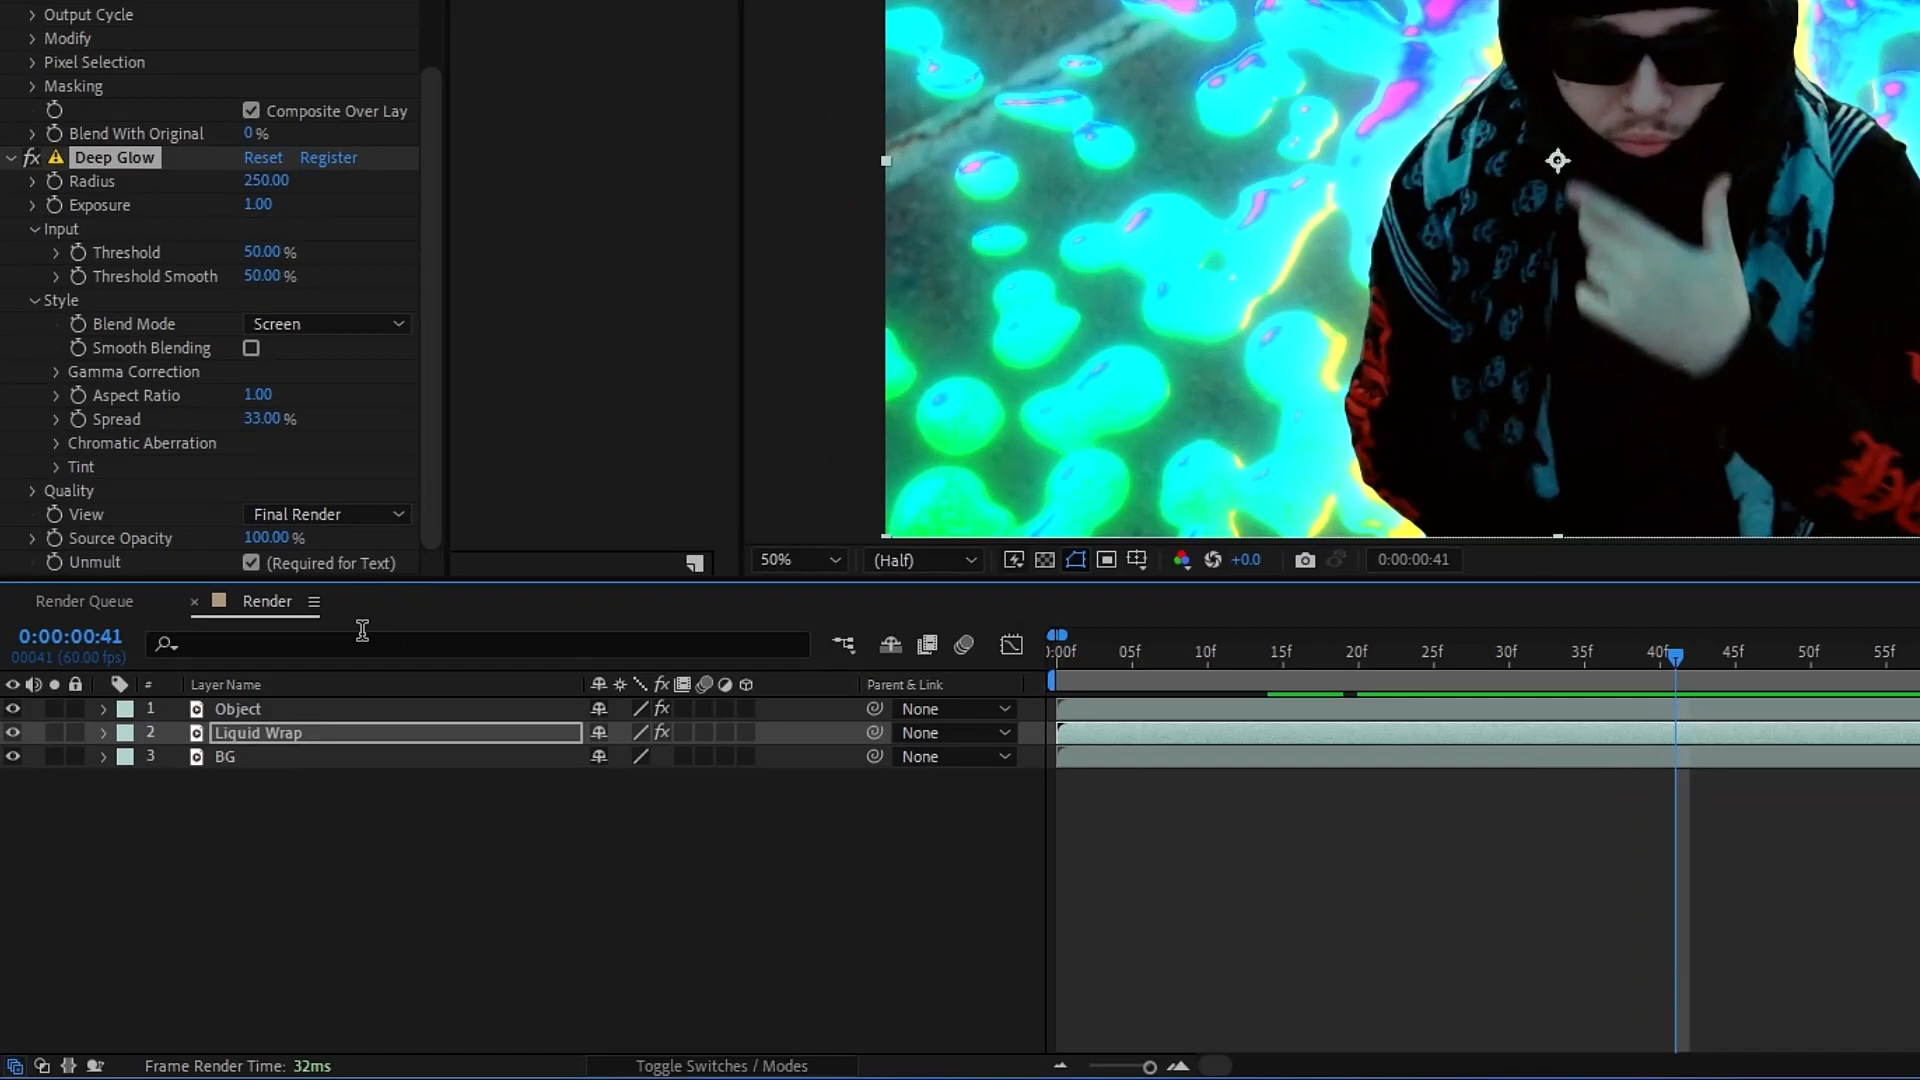 Output Cycle
Modify
Pixel Selection
Masking
Composite Over Lay
Blend With Original 0 %
fx Deep Glow Reset Register
Radius 250.00
Exposure 1.00
Input
Threshold 50.00 %
Threshold Smooth 50.00 %
Style
Blend Mode Screen
Smooth Blending
Gamma Correction
Aspect Ratio 1.00
Spread 33.00 %
Chromatic Aberration
Tint
Quality
View Final Render
Source Opacity 100.00 %
Unmult (Required for Text)
50% (Half) +0.0 0:00:00:41
Render Queue × Render
0:00:00:41
00041 (60.00 fps)
:00f 05f 10f 15f 20f 25f 30f 35f 40f 45f 50f 55f
# Layer Name fx Parent & Link
1 Object fx None
2 Liquid Wrap fx None
3 BG None
Frame Render Time: 32ms Toggle Switches / Modes